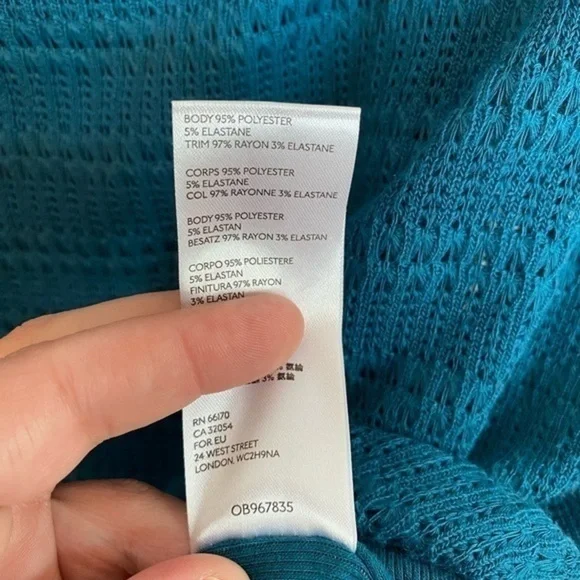 BODY 95% POLYESTER
5% ELASTANE
TRIM 97% RAYON 3% ELASTANE
CORPS 95% POLYESTER
5% ELASTANE
COL 97% RAYONNE 3% ELASTANE
BODY 95% POLYESTER
5% ELASTAN
BESATZ 97% RAYON 3% ELASTAN
CORPO 95% POLIESTERE
5% ELASTAN
FINITURA 97% RAYON
3% ELASTAN
3%
RN 66170
CA 32054
FOR EU
24 WEST STREET
LONDON, WC2H9NA
OB967835